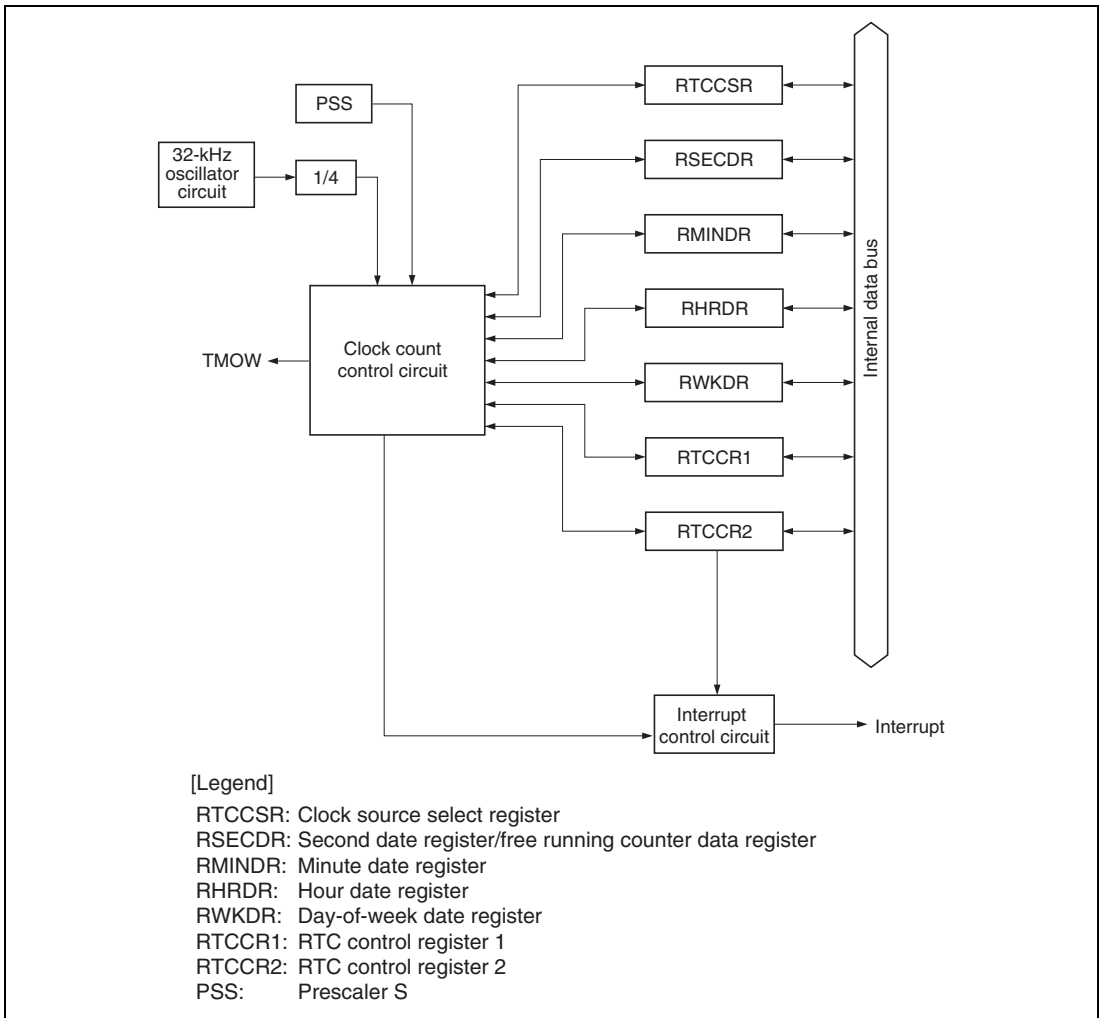 RTCCSR
PSS
32-kHz
oscillator
circuit
1/4
RSECDR
RMINDR
RHRDR
Internal data bus
TMOW
Clock count
control circuit
RWKDR
RTCCR1
RTCCR2
Interrupt
control circuit
Interrupt
[Legend]
RTCCSR: Clock source select register
RSECDR: Second date register/free running counter data register
RMINDR: Minute date register
RHRDR: Hour date register
RWKDR: Day-of-week date register
RTCCR1: RTC control register 1
RTCCR2: RTC control register 2
PSS: Prescaler S